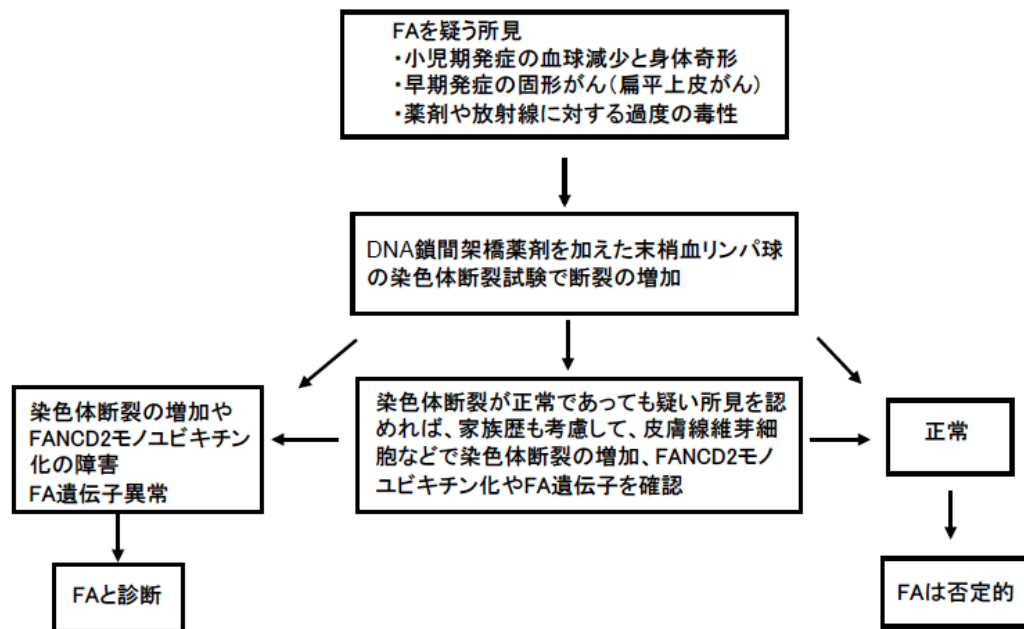 FAを疑う所見
・小児期発症の血球減少と身体奇形
・早期発症の固形がん(扁平上皮がん)
・薬剤や放射線に対する過度の毒性
DNA鎖間架橋薬剤を加えた末梢血リンパ球
の染色体断裂試験で断裂の増加
染色体断裂の増加や
FANCD2モノユビキチン
化の障害
FA遺伝子異常
染色体断裂が正常であっても疑い所見を認
めれば、家族歴も考慮して、皮膚線維芽細
胞などで染色体断裂の増加、FANCD2モノ
ユビキチン化やFA遺伝子を確認
正常
FAと診断
FAは否定的